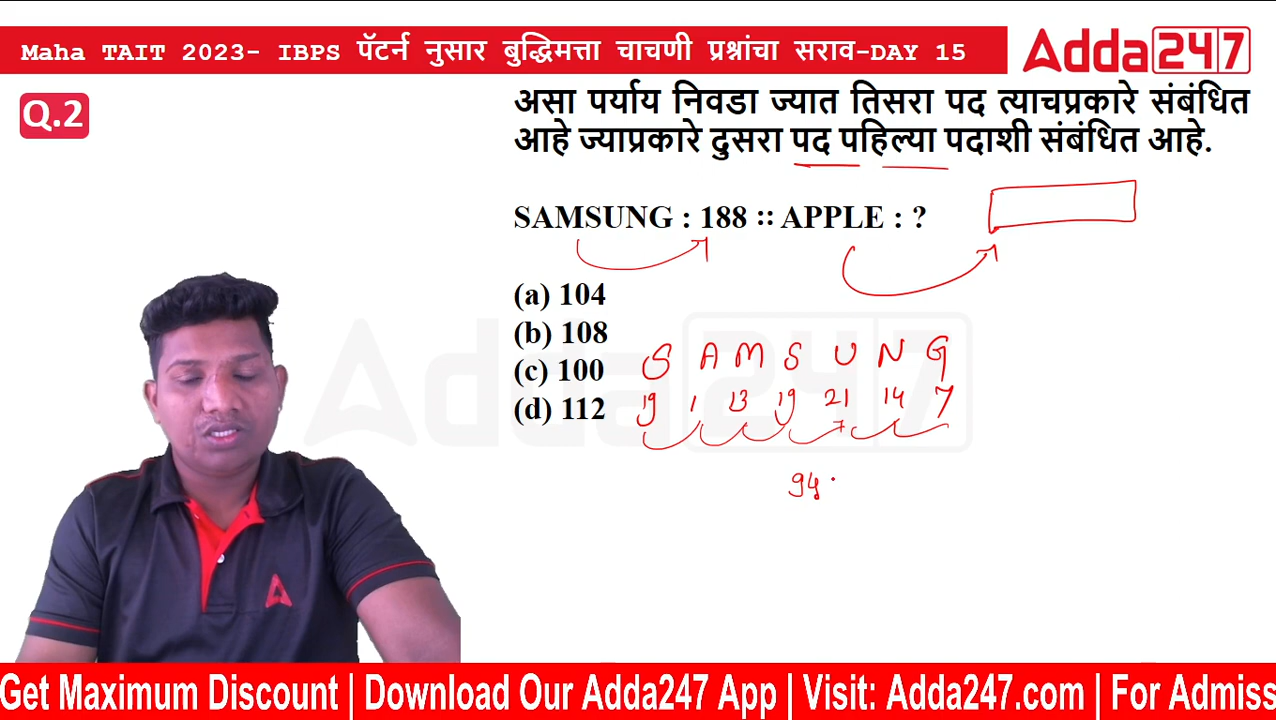 Maha TAIT 2023- IBPS पॅटर्न नुसार बुद्धिमत्ता चाचणी प्रश्नांचा सराव-DAY 15
Adda247
Q.2
असा पर्याय निवडा ज्यात तिसरा पद त्याचप्रकारे संबंधित
आहे ज्याप्रकारे दुसरा पद पहिल्या पदाशी संबंधित आहे.
SAMSUNG : 188 :: APPLE : ?
(a) 104
(b) 108
(c) 100
(d) 112
Adda247
S A M S U N G
19 1 13 19 21 14 7
94
Get Maximum Discount | Download Our Adda247 App | Visit: Adda247.com | For Admiss